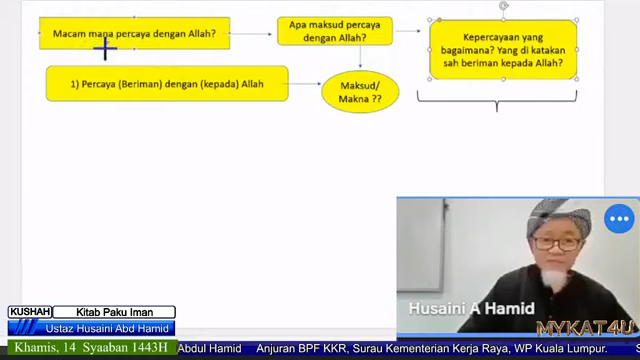 Macam mana percaya dengan Allah?
Apa maksud percaya
dengan Allah?
Kepercayaan yang
bagaimana? Yang di katakan
sah beriman kepada Allah?
1) Percaya (Beriman) dengan (kepada) Allah
Maksud/
Makna ??
Husaini A Hamid
MYKAT4U
KUSHAH
Kitab Paku Iman
Ustaz Husaini Abd Hamid
Khamis, 14 Syaaban 1443H
Abdul Hamid Anjuran BPF KKR, Surau Kementerian Kerja Raya, WP Kuala Lumpur. S